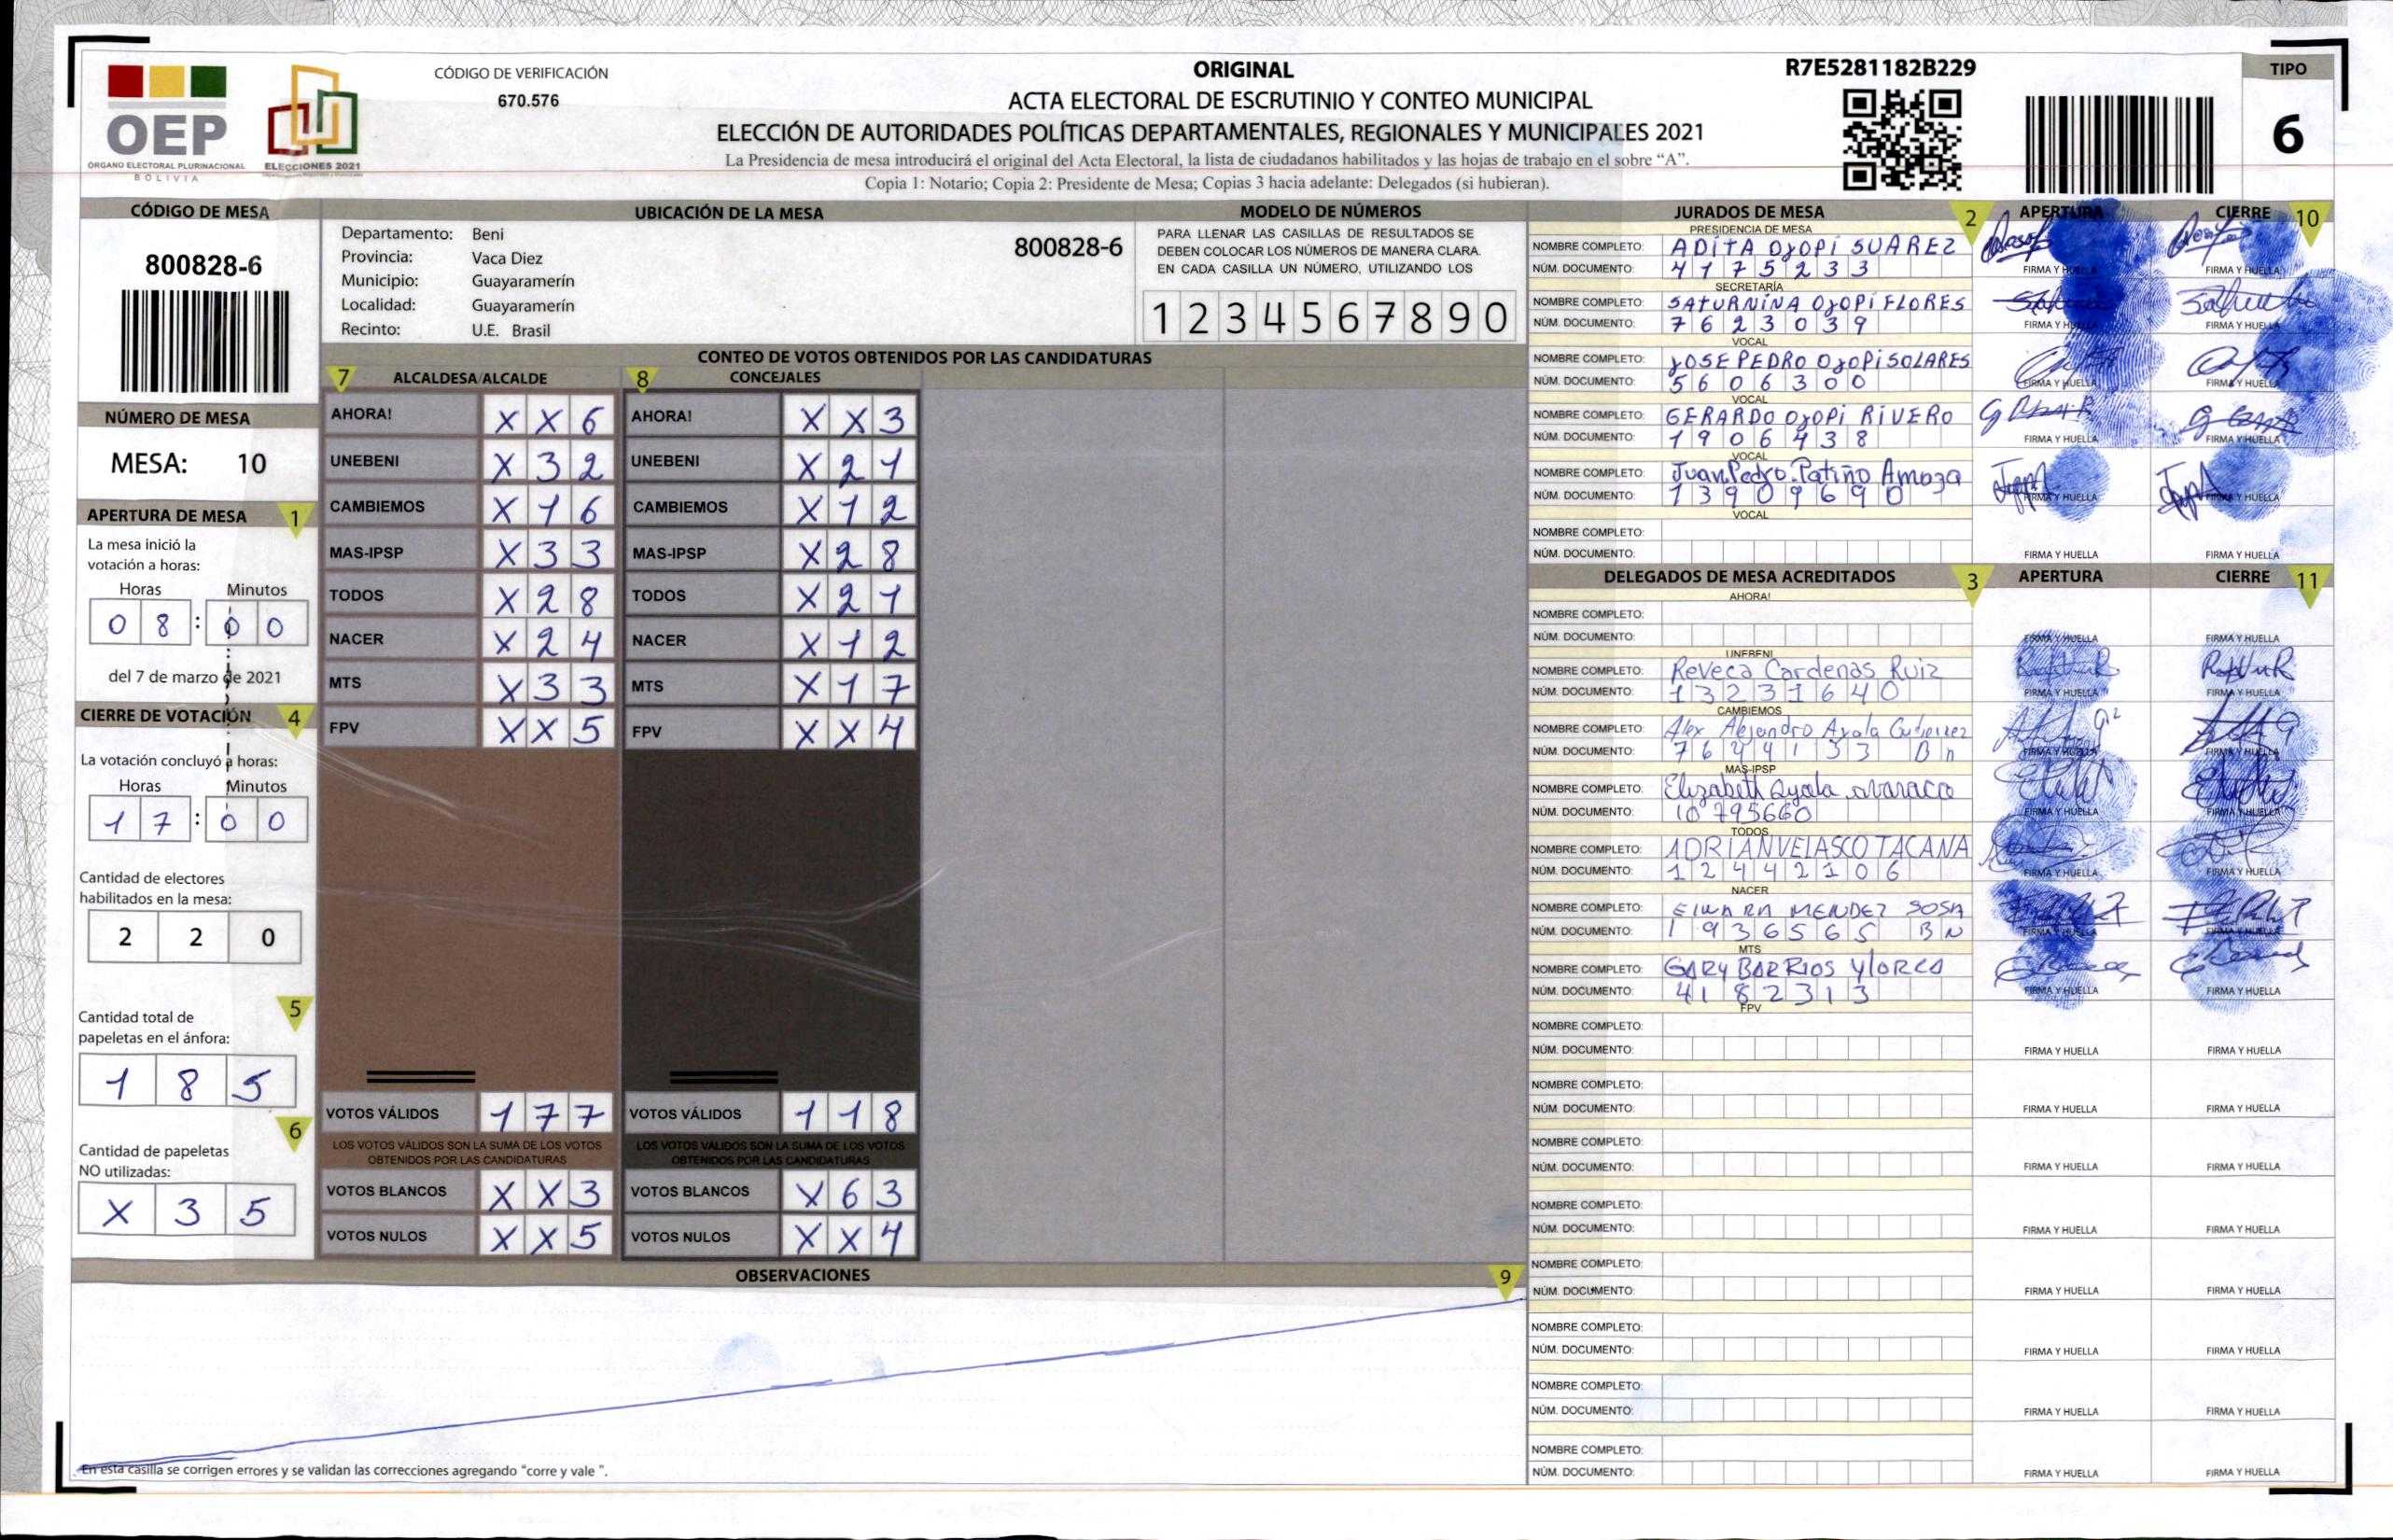 OEP
ÓRGANO ELECTORAL PLURINACIONAL
BOLIVIA
ELECCIONES 2021
CÓDIGO DE VERIFICACIÓN
670.576
ORIGINAL
ACTA ELECTORAL DE ESCRUTINIO Y CONTEO MUNICIPAL
ELECCIÓN DE AUTORIDADES POLÍTICAS DEPARTAMENTALES, REGIONALES Y MUNICIPALES 2021
La Presidencia de mesa introducirá el original del Acta Electoral, la lista de ciudadanos habilitados y las hojas de trabajo en el sobre “A”.
Copia 1: Notario; Copia 2: Presidente de Mesa; Copias 3 hacia adelante: Delegados (si hubieran).
R7E5281182B229
TIPO
6
CÓDIGO DE MESA
800828-6
NÚMERO DE MESA
MESA: 10
APERTURA DE MESA 1
La mesa inició la
votación a horas:
Horas Minutos
0 8 : 0 0
del 7 de marzo de 2021
CIERRE DE VOTACIÓN 4
La votación concluyó a horas:
Horas Minutos
1 7 : 0 0
Cantidad de electores
habilitados en la mesa:
2 2 0
5
Cantidad total de
papeletas en el ánfora:
1 8 5
6
Cantidad de papeletas
NO utilizadas:
X 3 5
UBICACIÓN DE LA MESA
Departamento: Beni
Provincia: Vaca Diez
Municipio: Guayaramerín
Localidad: Guayaramerín
Recinto: U.E. Brasil
800828-6
MODELO DE NÚMEROS
PARA LLENAR LAS CASILLAS DE RESULTADOS SE
DEBEN COLOCAR LOS NÚMEROS DE MANERA CLARA.
EN CADA CASILLA UN NÚMERO, UTILIZANDO LOS
1 2 3 4 5 6 7 8 9 0
CONTEO DE VOTOS OBTENIDOS POR LAS CANDIDATURAS
7 ALCALDESA/ALCALDE 8 CONCEJALES
AHORA! X X 6 AHORA! X X 3
UNEBENI X 3 2 UNEBENI X 2 1
CAMBIEMOS X 1 6 CAMBIEMOS X 1 2
MAS-IPSP X 3 3 MAS-IPSP X 2 8
TODOS X 2 8 TODOS X 2 1
NACER X 2 4 NACER X 1 2
MTS X 3 3 MTS X 1 7
FPV X X 5 FPV X X 4
VOTOS VÁLIDOS 1 7 7 VOTOS VÁLIDOS 1 1 8
LOS VOTOS VÁLIDOS SON LA SUMA DE LOS VOTOS LOS VOTOS VÁLIDOS SON LA SUMA DE LOS VOTOS
OBTENIDOS POR LAS CANDIDATURAS OBTENIDOS POR LAS CANDIDATURAS
VOTOS BLANCOS X X 3 VOTOS BLANCOS X 6 3
VOTOS NULOS X X 5 VOTOS NULOS X X 4
OBSERVACIONES 9
En esta casilla se corrigen errores y se validan las correcciones agregando “corre y vale ”.
JURADOS DE MESA 2 APERTURA CIERRE 10
PRESIDENCIA DE MESA
NOMBRE COMPLETO: ADITA OJOPI SUAREZ
NÚM. DOCUMENTO: 4175233 FIRMA Y HUELLA FIRMA Y HUELLA
SECRETARÍA
NOMBRE COMPLETO: SATURNINA OJOPI FLORES
NÚM. DOCUMENTO: 7623039 FIRMA Y HUELLA FIRMA Y HUELLA
VOCAL
NOMBRE COMPLETO: JOSE PEDRO OJOPI SOLARES
NÚM. DOCUMENTO: 5606300 FIRMA Y HUELLA FIRMA Y HUELLA
VOCAL
NOMBRE COMPLETO: GERARDO OJOPI RIVERO
NÚM. DOCUMENTO: 1906438 FIRMA Y HUELLA FIRMA Y HUELLA
VOCAL
NOMBRE COMPLETO: Juan Pedro Patiño Amoza
NÚM. DOCUMENTO: 13909690 FIRMA Y HUELLA FIRMA Y HUELLA
VOCAL
NOMBRE COMPLETO:
NÚM. DOCUMENTO: FIRMA Y HUELLA FIRMA Y HUELLA
DELEGADOS DE MESA ACREDITADOS 3 APERTURA CIERRE 11
AHORA!
NOMBRE COMPLETO:
NÚM. DOCUMENTO: FIRMA Y HUELLA FIRMA Y HUELLA
UNEBENI
NOMBRE COMPLETO: Reveca Cardenas Ruiz
NÚM. DOCUMENTO: 13231640 FIRMA Y HUELLA FIRMA Y HUELLA
CAMBIEMOS
NOMBRE COMPLETO: Alex Alejandro Ayala Gutierrez
NÚM. DOCUMENTO: 7644133 Bn FIRMA Y HUELLA FIRMA Y HUELLA
MAS-IPSP
NOMBRE COMPLETO: Elizabeth Ayala
NÚM. DOCUMENTO: 10795660 FIRMA Y HUELLA FIRMA Y HUELLA
TODOS
NOMBRE COMPLETO: ADRIAN VELASCO TACANA
NÚM. DOCUMENTO: 12442106 FIRMA Y HUELLA FIRMA Y HUELLA
NACER
NOMBRE COMPLETO: MENDEZ SOSA
NÚM. DOCUMENTO: 1936565 BN FIRMA Y HUELLA FIRMA Y HUELLA
MTS
NOMBRE COMPLETO: GARY BARRIOS YLOREA
NÚM. DOCUMENTO: 4182313 FIRMA Y HUELLA FIRMA Y HUELLA
FPV
NOMBRE COMPLETO:
NÚM. DOCUMENTO: FIRMA Y HUELLA FIRMA Y HUELLA
NOMBRE COMPLETO:
NÚM. DOCUMENTO: FIRMA Y HUELLA FIRMA Y HUELLA
NOMBRE COMPLETO:
NÚM. DOCUMENTO: FIRMA Y HUELLA FIRMA Y HUELLA
NOMBRE COMPLETO:
NÚM. DOCUMENTO: FIRMA Y HUELLA FIRMA Y HUELLA
NOMBRE COMPLETO:
NÚM. DOCUMENTO: FIRMA Y HUELLA FIRMA Y HUELLA
NOMBRE COMPLETO:
NÚM. DOCUMENTO: FIRMA Y HUELLA FIRMA Y HUELLA
NOMBRE COMPLETO:
NÚM. DOCUMENTO: FIRMA Y HUELLA FIRMA Y HUELLA
NOMBRE COMPLETO:
NÚM. DOCUMENTO: FIRMA Y HUELLA FIRMA Y HUELLA